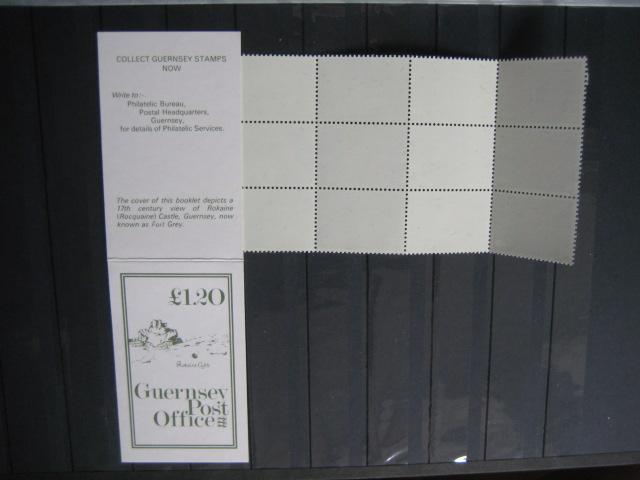 COLLECT GUERNSEY STAMPS
NOW
Write to:-
Philatelic Bureau,
Postal Headquarters,
Guernsey,
for details of Philatelic Services.
The cover of this booklet depicts a
17th century view of Rokaine
(Rocquaine) Castle, Guernsey, now
known as Fort Grey.
£1.20
Rokaine Castle
Guernsey
Post
Office